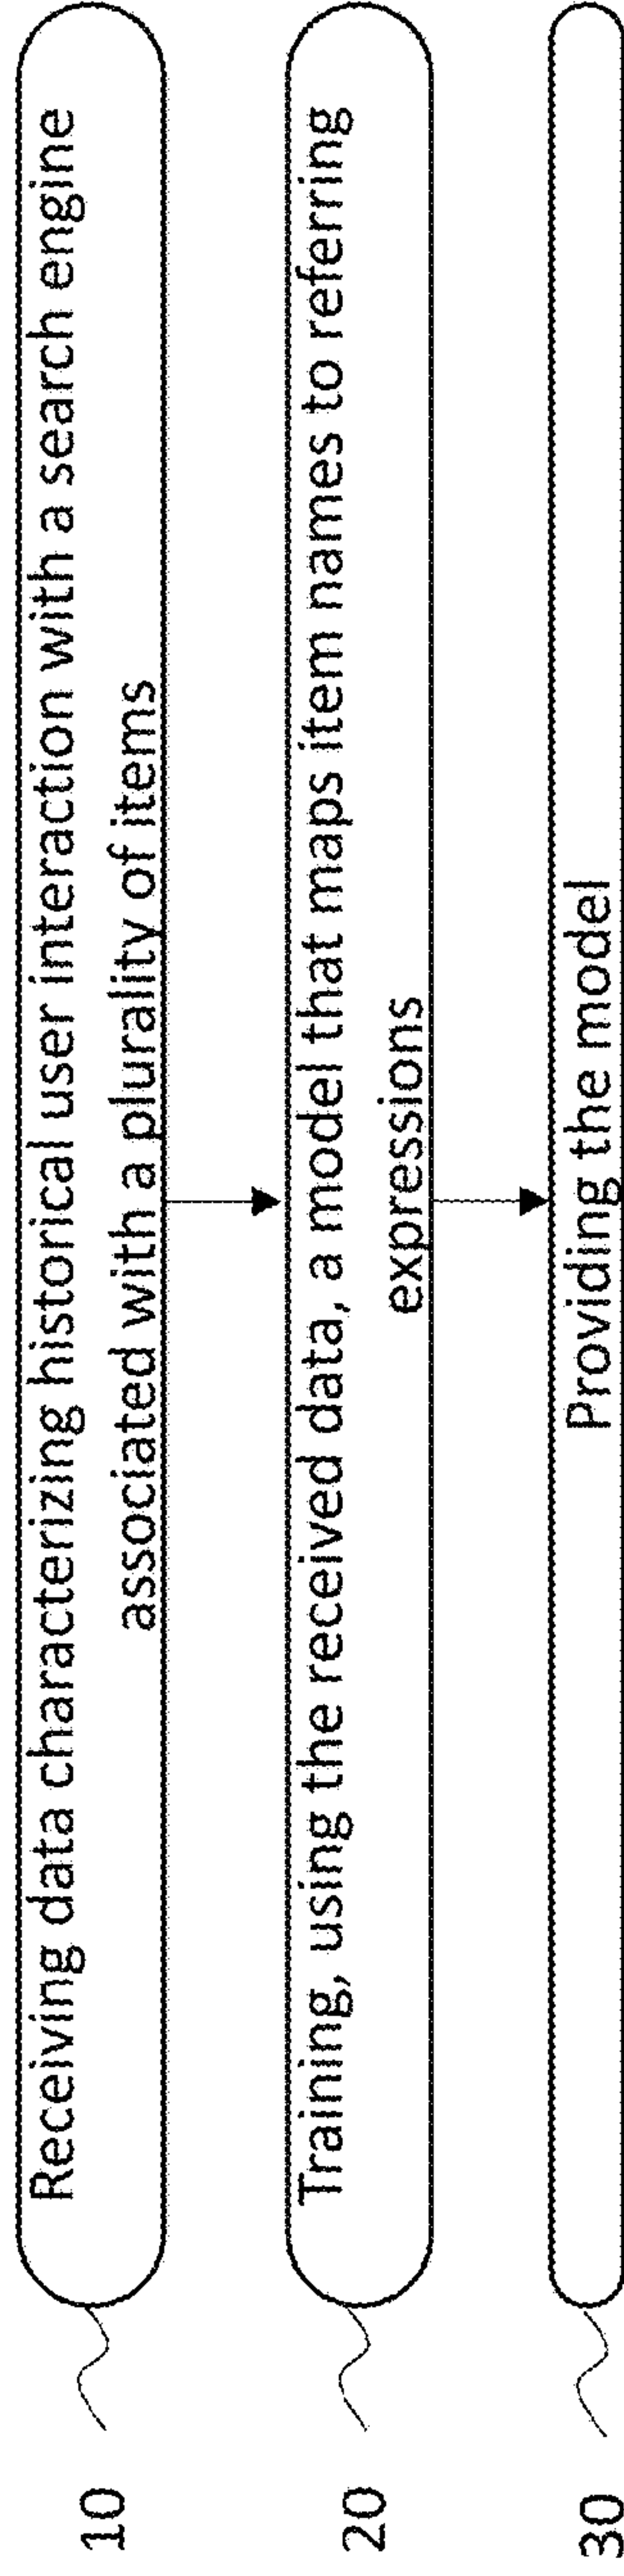 10
Receiving data characterizing historical user interaction with a search engine
associated with a plurality of items
20
Training, using the received data, a model that maps item names to referring
expressions
30
Providing the model